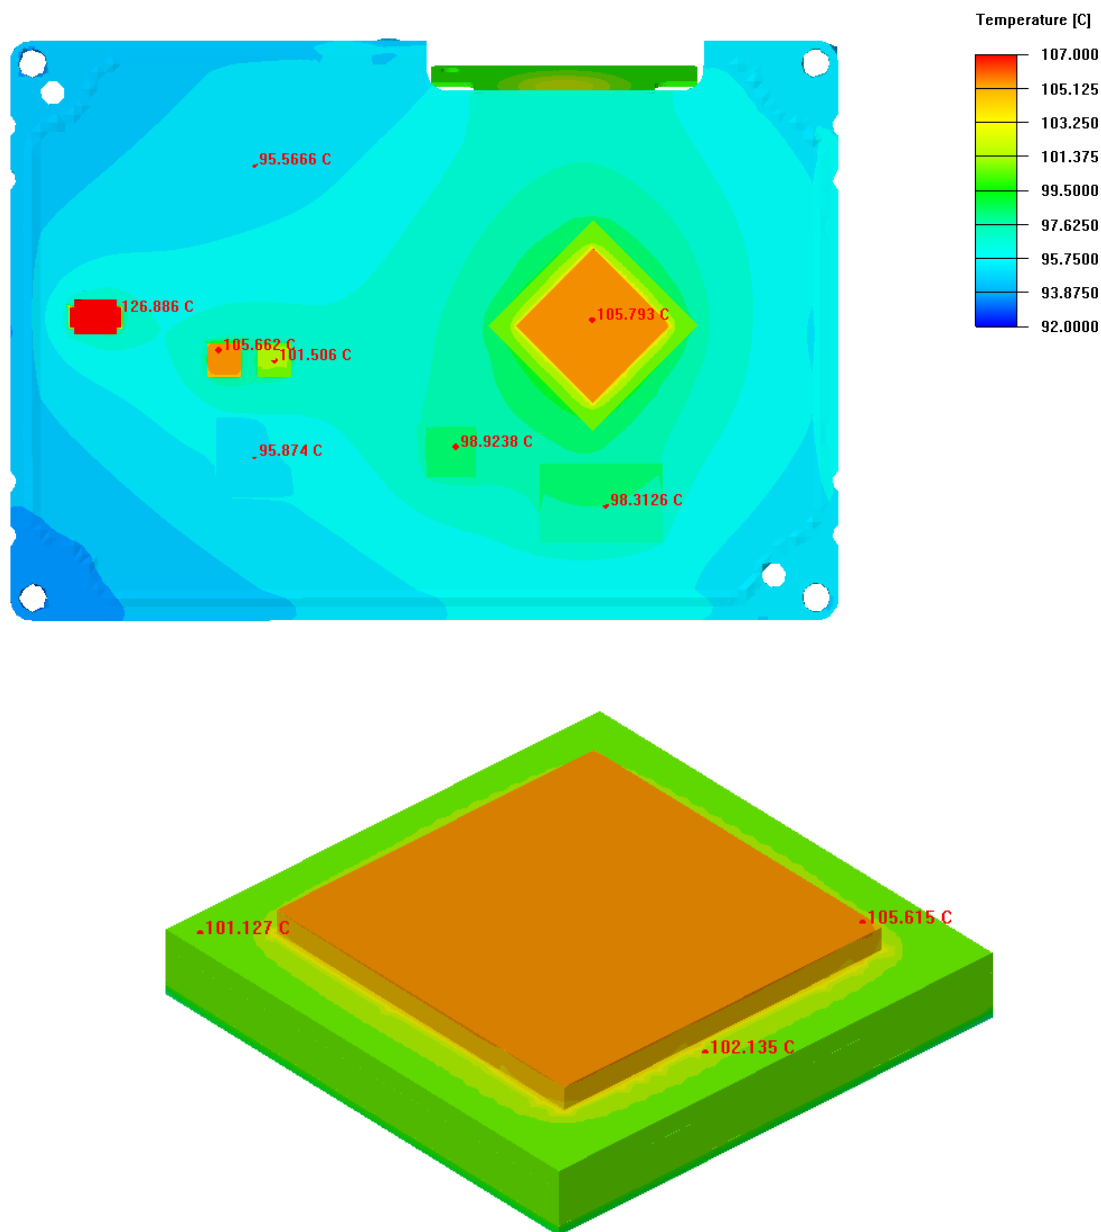 Temperature [C]
107.000
105.125
103.250
101.375
99.5000
97.6250
95.7500
93.8750
92.0000
95.5666 C
126.886 C
105.793 C
105.662 C
101.506 C
98.9238 C
95.874 C
98.3126 C
105.615 C
101.127 C
102.135 C